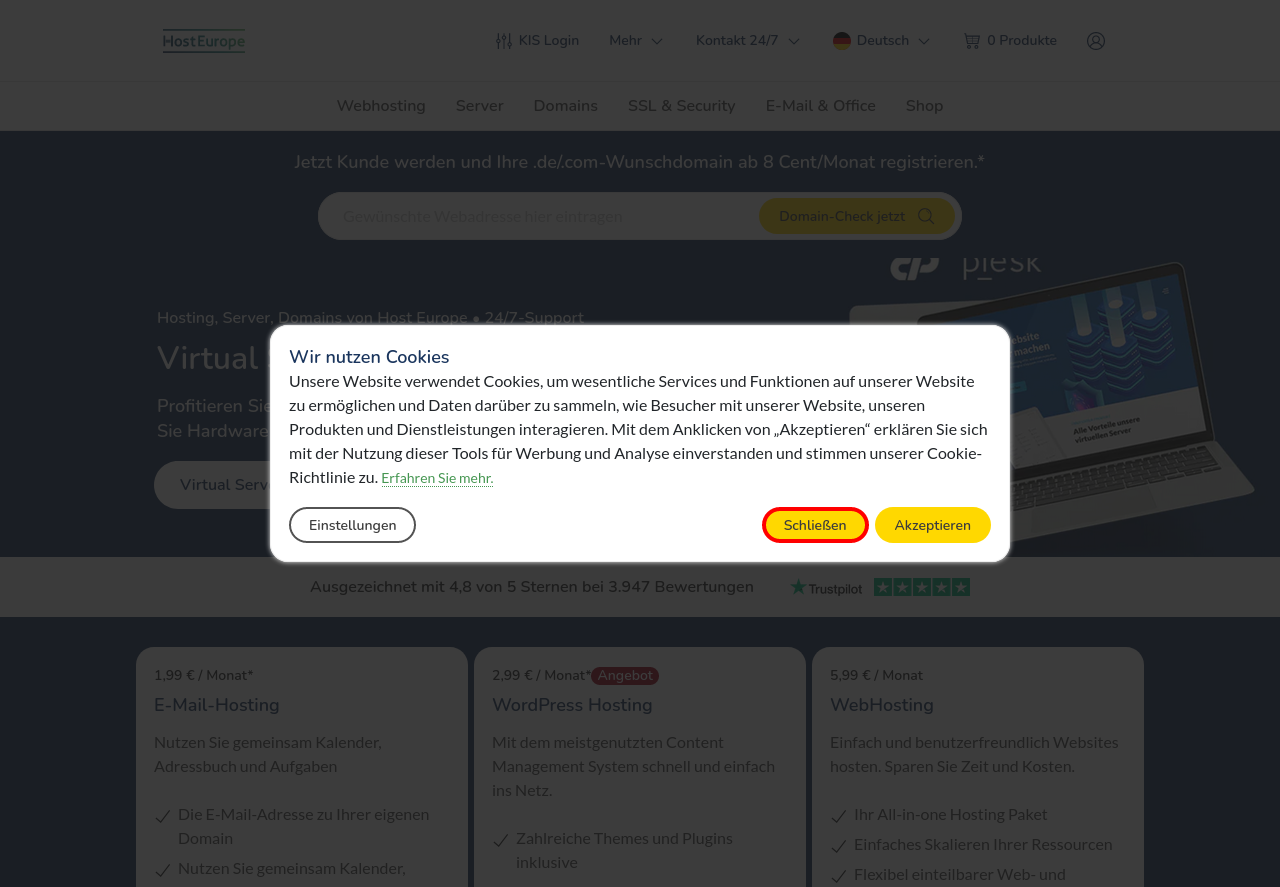 HostEurope
KIS Login
Mehr
Kontakt 24/7
Deutsch
0 Produkte
Webhosting
Server
Domains
SSL & Security
E-Mail & Office
Shop
Jetzt Kunde werden und Ihre .de/.com-Wunschdomain ab 8 Cent/Monat registrieren.*
Gewünschte Webadresse hier eintragen
Domain-Check jetzt
plesk
Hosting, Server, Domains von Host Europe • 24/7-Support
Virtual
Profitieren Sie
Sie Hardware
Virtual Serve
Alle Vorteile unsere
virtuellen Server
Wir nutzen Cookies
Unsere Website verwendet Cookies, um wesentliche Services und Funktionen auf unserer Website
zu ermöglichen und Daten darüber zu sammeln, wie Besucher mit unserer Website, unseren
Produkten und Dienstleistungen interagieren. Mit dem Anklicken von „Akzeptieren“ erklären Sie sich
mit der Nutzung dieser Tools für Werbung und Analyse einverstanden und stimmen unserer Cookie-
Richtlinie zu. Erfahren Sie mehr.
Einstellungen
Schließen
Akzeptieren
Ausgezeichnet mit 4,8 von 5 Sternen bei 3.947 Bewertungen
Trustpilot
1,99 € / Monat*
E-Mail-Hosting
Nutzen Sie gemeinsam Kalender,
Adressbuch und Aufgaben
Die E-Mail-Adresse zu Ihrer eigenen
Domain
Nutzen Sie gemeinsam Kalender,
2,99 € / Monat* Angebot
WordPress Hosting
Mit dem meistgenutzten Content
Management System schnell und einfach
ins Netz.
Zahlreiche Themes und Plugins
inklusive
5,99 € / Monat
WebHosting
Einfach und benutzerfreundlich Websites
hosten. Sparen Sie Zeit und Kosten.
Ihr All-in-one Hosting Paket
Einfaches Skalieren Ihrer Ressourcen
Flexibel einteilbarer Web- und